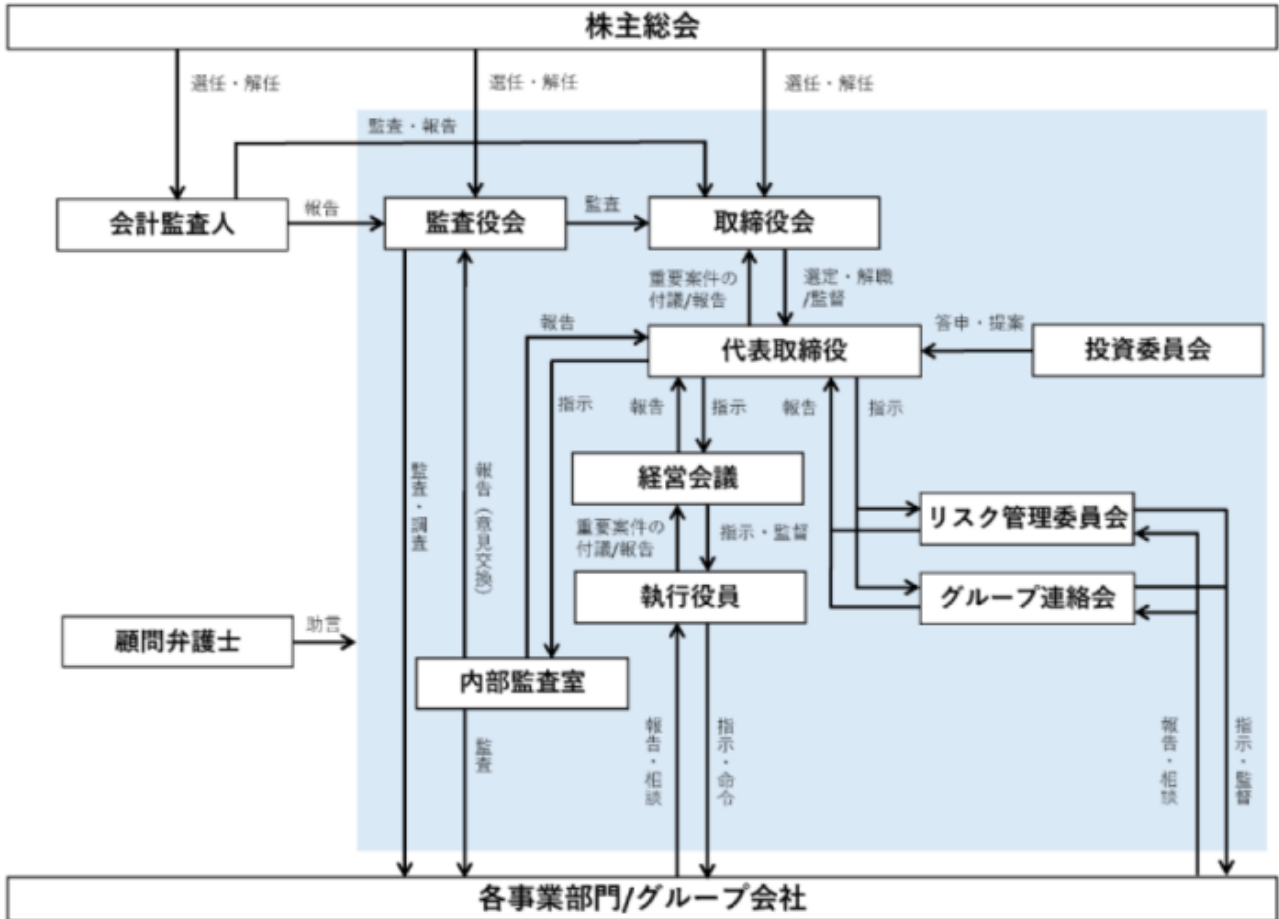 株主総会
選任・解任
選任・解任
選任・解任
監査・報告
会計監査人
報告
監査役会
監査
取締役会
重要案件の
付議/報告
選定・解職
/監督
報告
代表取締役
答申・提案
投資委員会
指示
報告
指示
報告
指示
経営会議
監査・調査
報告（意見交換）
重要案件の
付議/報告
指示・監督
リスク管理委員会
執行役員
グループ連絡会
顧問弁護士
助言
内部監査室
監査
報告・相談
指示・命令
報告・相談
指示・監督
各事業部門/グループ会社